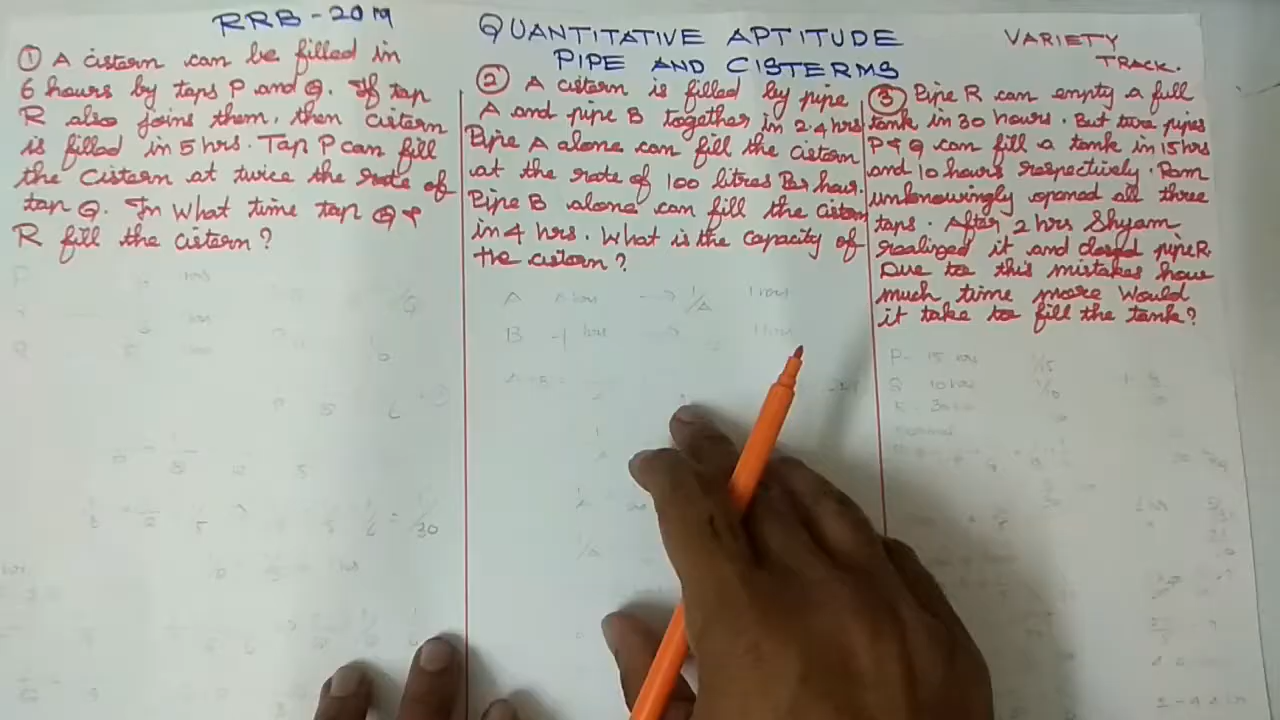 RRB-2019
QUANTITATIVE APTITUDE
PIPE AND CISTERMS
VARIETY
TRACK.
① A cistern can be filled in
6 hours by taps P and Q. If tap
R also joins them, then cistern
is filled in 5 hrs. Tap P can fill
the cistern at twice the rate of
tap Q. In what time tap Q &
R fill the cistern?
② A cistern is filled by pipe
A and pipe B together in 2.4 hrs
Pipe A alone can fill the cistern
at the rate of 100 litres Per hour.
Pipe B alone can fill the cistern
in 4 hrs. What is the capacity of
the cistern?
③ Pipe R can empty a full
tank in 30 hours. But two pipes
P & Q can fill a tank in 15 hrs
and 10 hours respectively. Ram
unknowingly opened all three
taps. After 2 hrs Shyam
realized it and closed pipe R.
Due to this mistakes how
much time more would
it take to fill the tank?